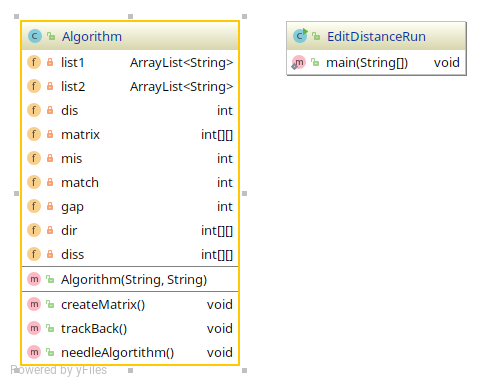 C Algorithm
f list1 ArrayList<String>
f list2 ArrayList<String>
f dis int
f matrix int[][]
f mis int
f match int
f gap int
f dir int[][]
f diss int[][]
m Algorithm(String, String)
m createMatrix() void
m trackBack() void
m needleAlgortithm() void
Powered by yFiles
C EditDistanceRun
m main(String[]) void